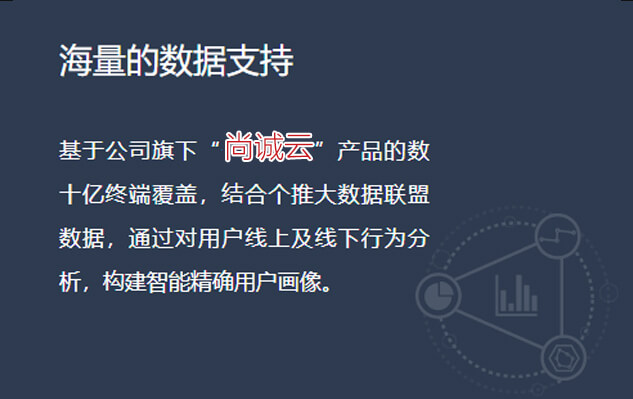 海量的数据支持
基于公司旗下“尚诚云”产品的数
十亿终端覆盖，结合个推大数据联盟
数据，通过对用户线上及线下行为分
析，构建智能精确用户画像。